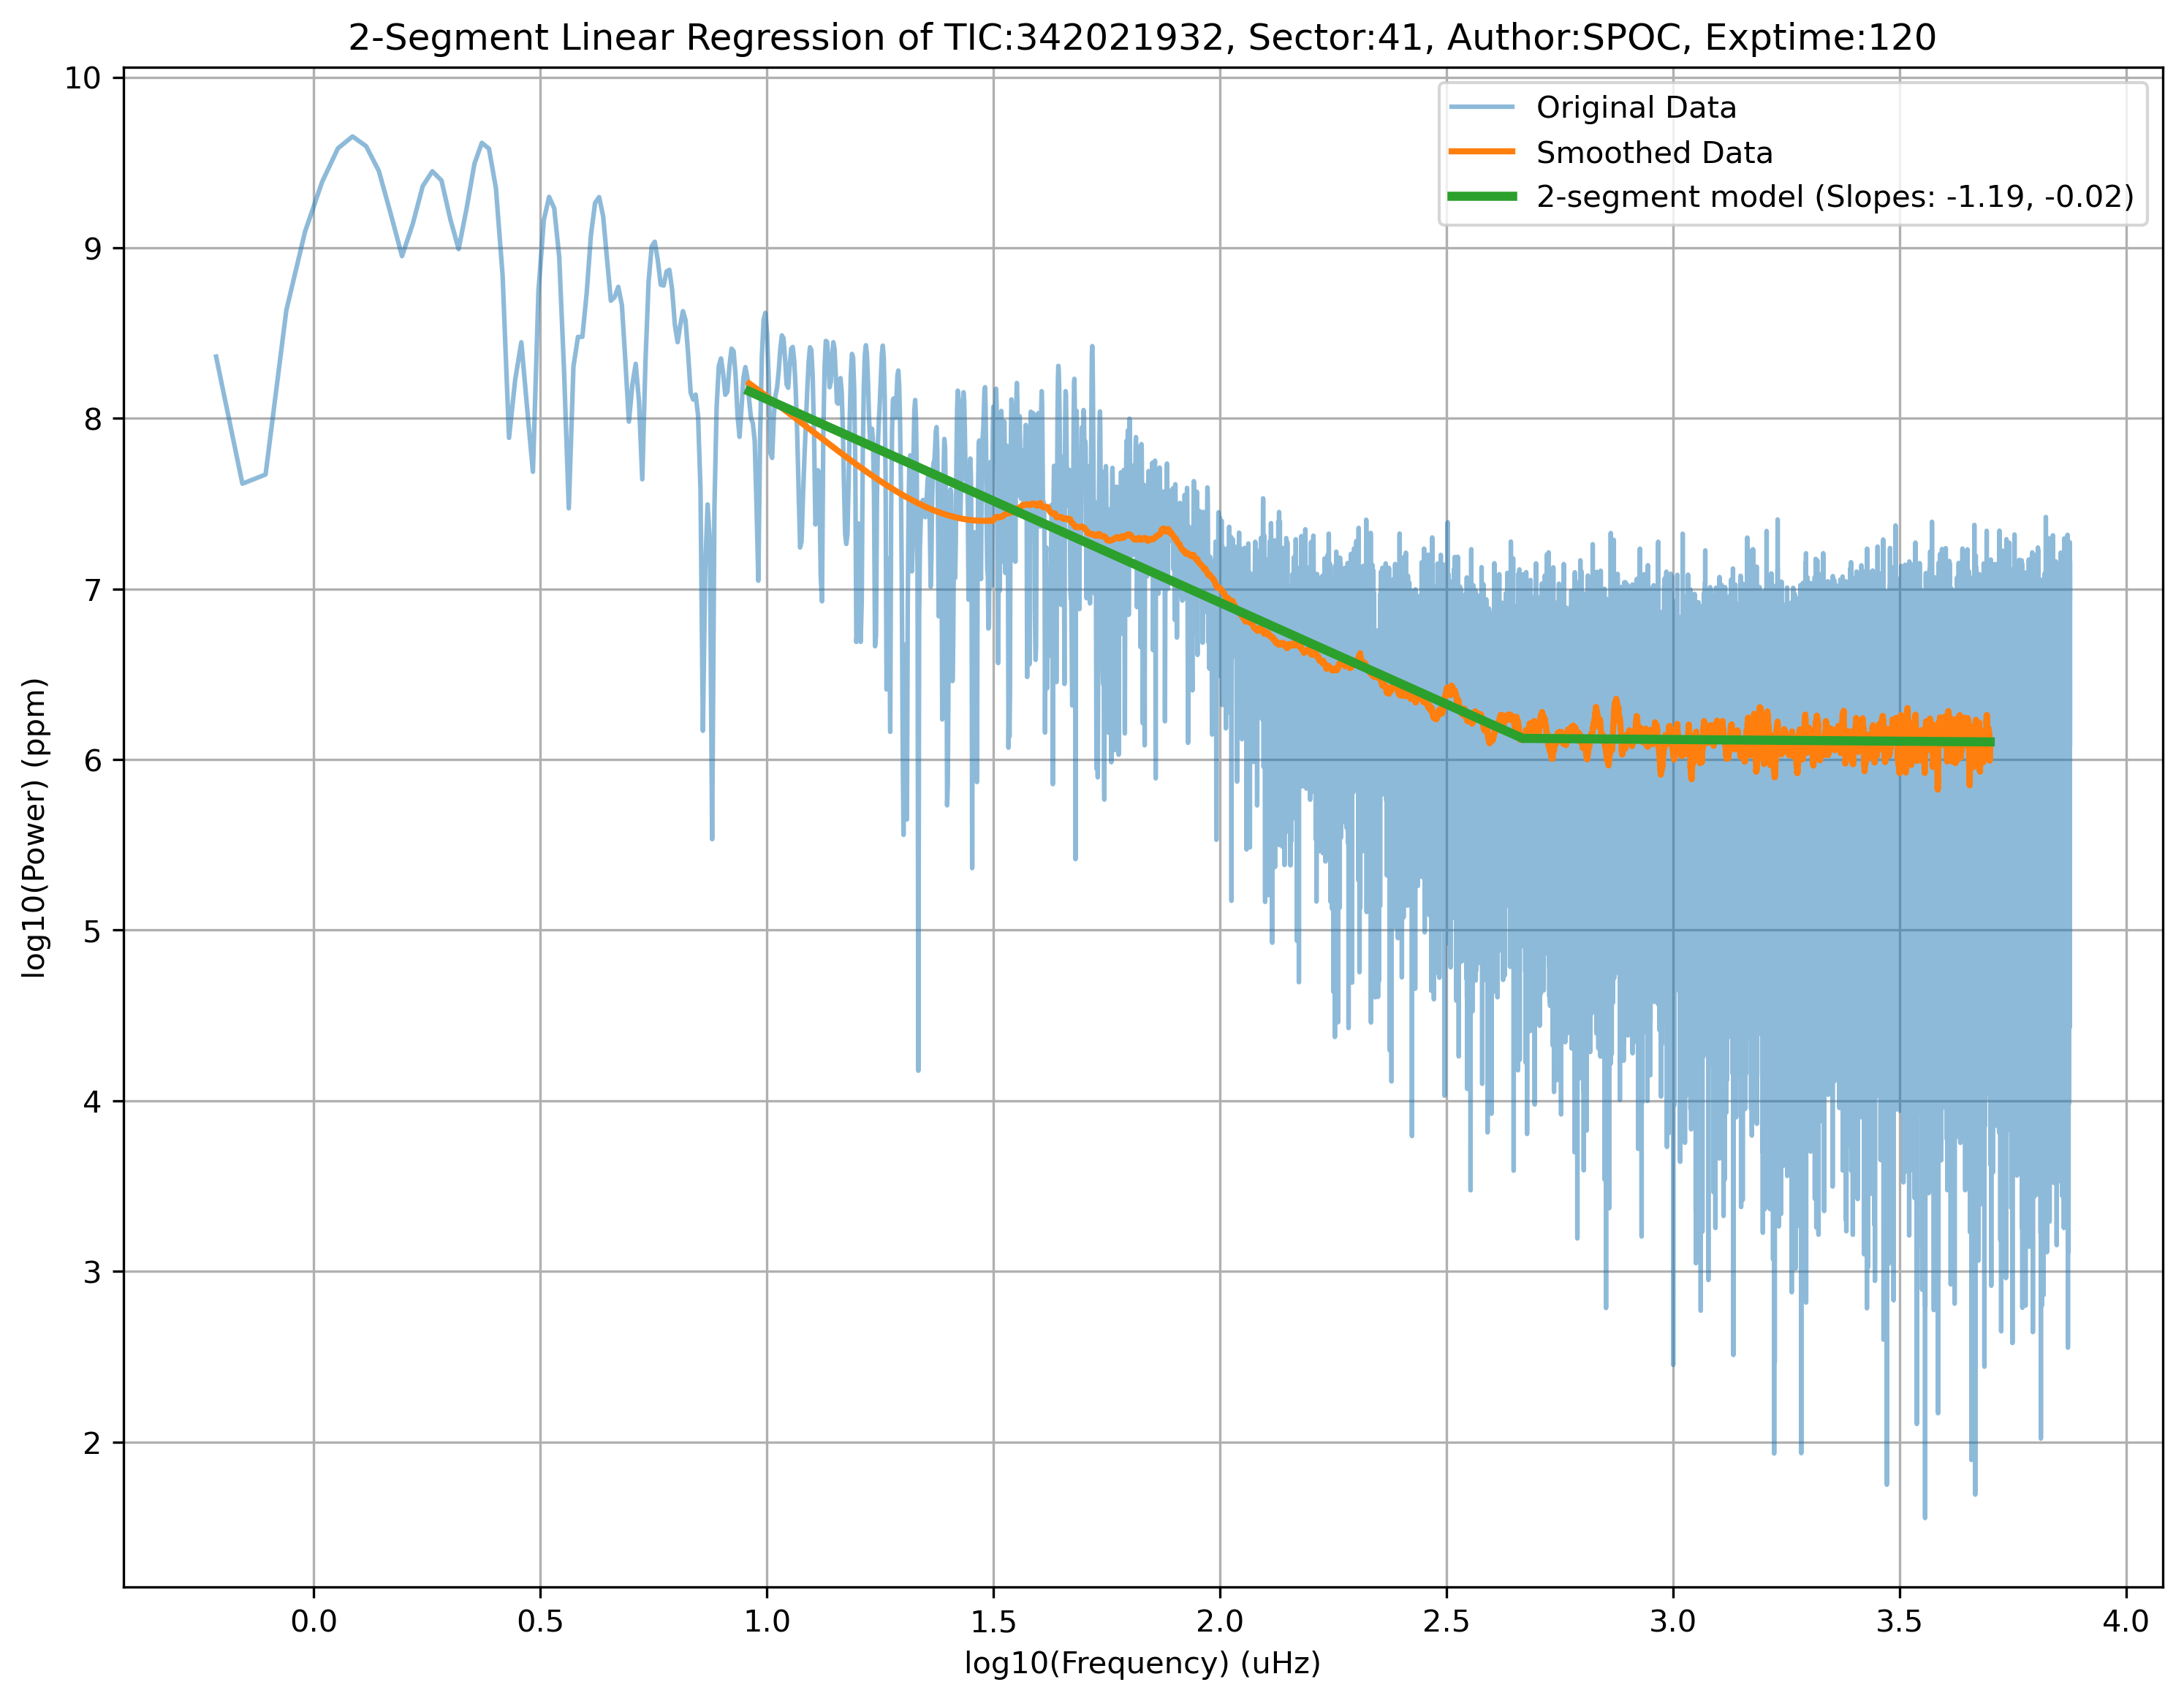 2-Segment Linear Regression of TIC:342021932, Sector:41, Author:SPOC, Exptime:120
Original Data
Smoothed Data
2-segment model (Slopes: -1.19, -0.02)
log10(Power) (ppm)
10
9
8
7
6
5
4
3
2
0.0 0.5 1.0 1.5 2.0 2.5 3.0 3.5 4.0
log10(Frequency) (uHz)